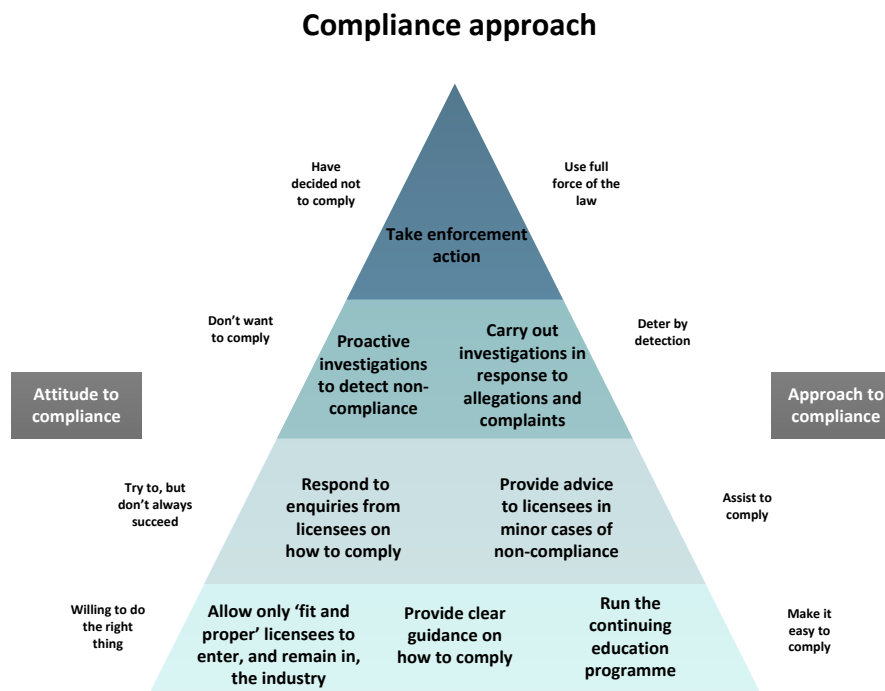 Compliance approach
Have
decided not
to comply
Use full
force of the
law
Take enforcement
action
Don’t want
to comply
Proactive
investigations
to detect non-
compliance
Carry out
investigations in
response to
allegations and
complaints
Deter by
detection
Attitude to
compliance
Approach to
compliance
Try to, but
don’t always
succeed
Respond to
enquiries from
licensees on
how to comply
Provide advice
to licensees in
minor cases of
non-compliance
Assist to
comply
Willing to do
the right
thing
Allow only ‘fit and
proper’ licensees to
enter, and remain in,
the industry
Provide clear
guidance on
how to comply
Run the
continuing
education
programme
Make it
easy to
comply